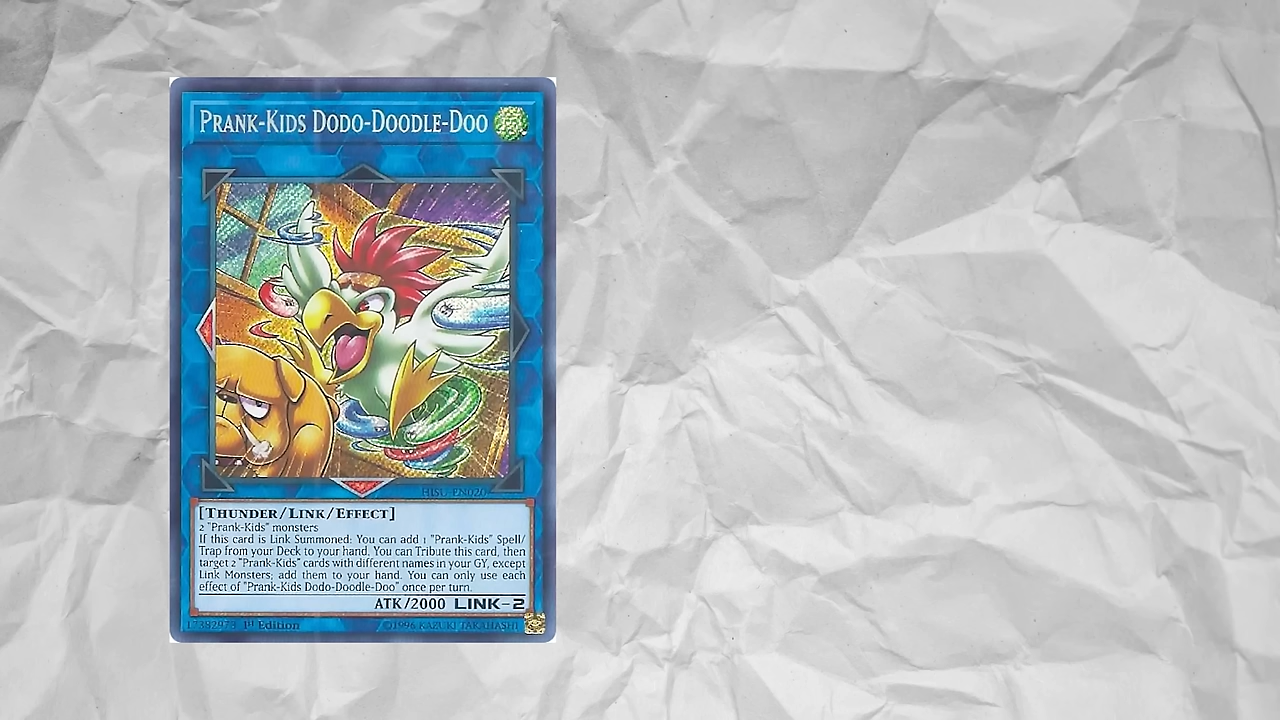 PRANK-KIDS DODO-DOODLE-DOO
HISU-EN020
[THUNDER/LINK/EFFECT]
2 "Prank-Kids" monsters
If this card is Link Summoned: You can add 1 "Prank-Kids" Spell/
Trap from your Deck to your hand. You can Tribute this card, then
target 2 "Prank-Kids" cards with different names in your GY, except
Link Monsters; add them to your hand. You can only use each
effect of "Prank-Kids Dodo-Doodle-Doo" once per turn.
ATK/2000 LINK-2
1st Edition ©1996 KAZUKI TAKAHASHI